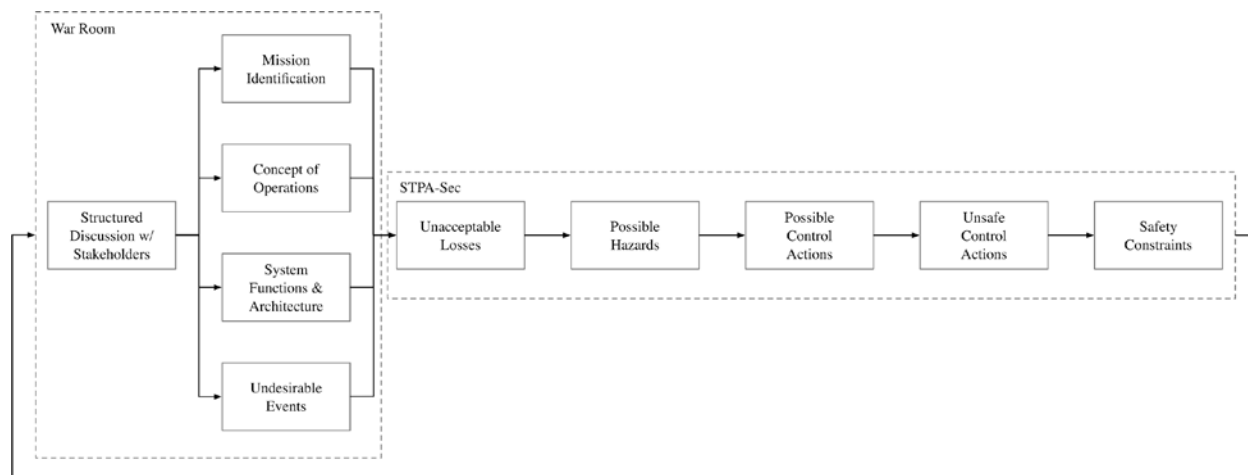 War Room
Structured
Discussion w/
Stakeholders
Mission
Identification
Concept of
Operations
System
Functions &
Architecture
Undesirable
Events
STPA-Sec
Unacceptable
Losses
Possible
Hazards
Possible
Control
Actions
Unsafe
Control
Actions
Safety
Constraints